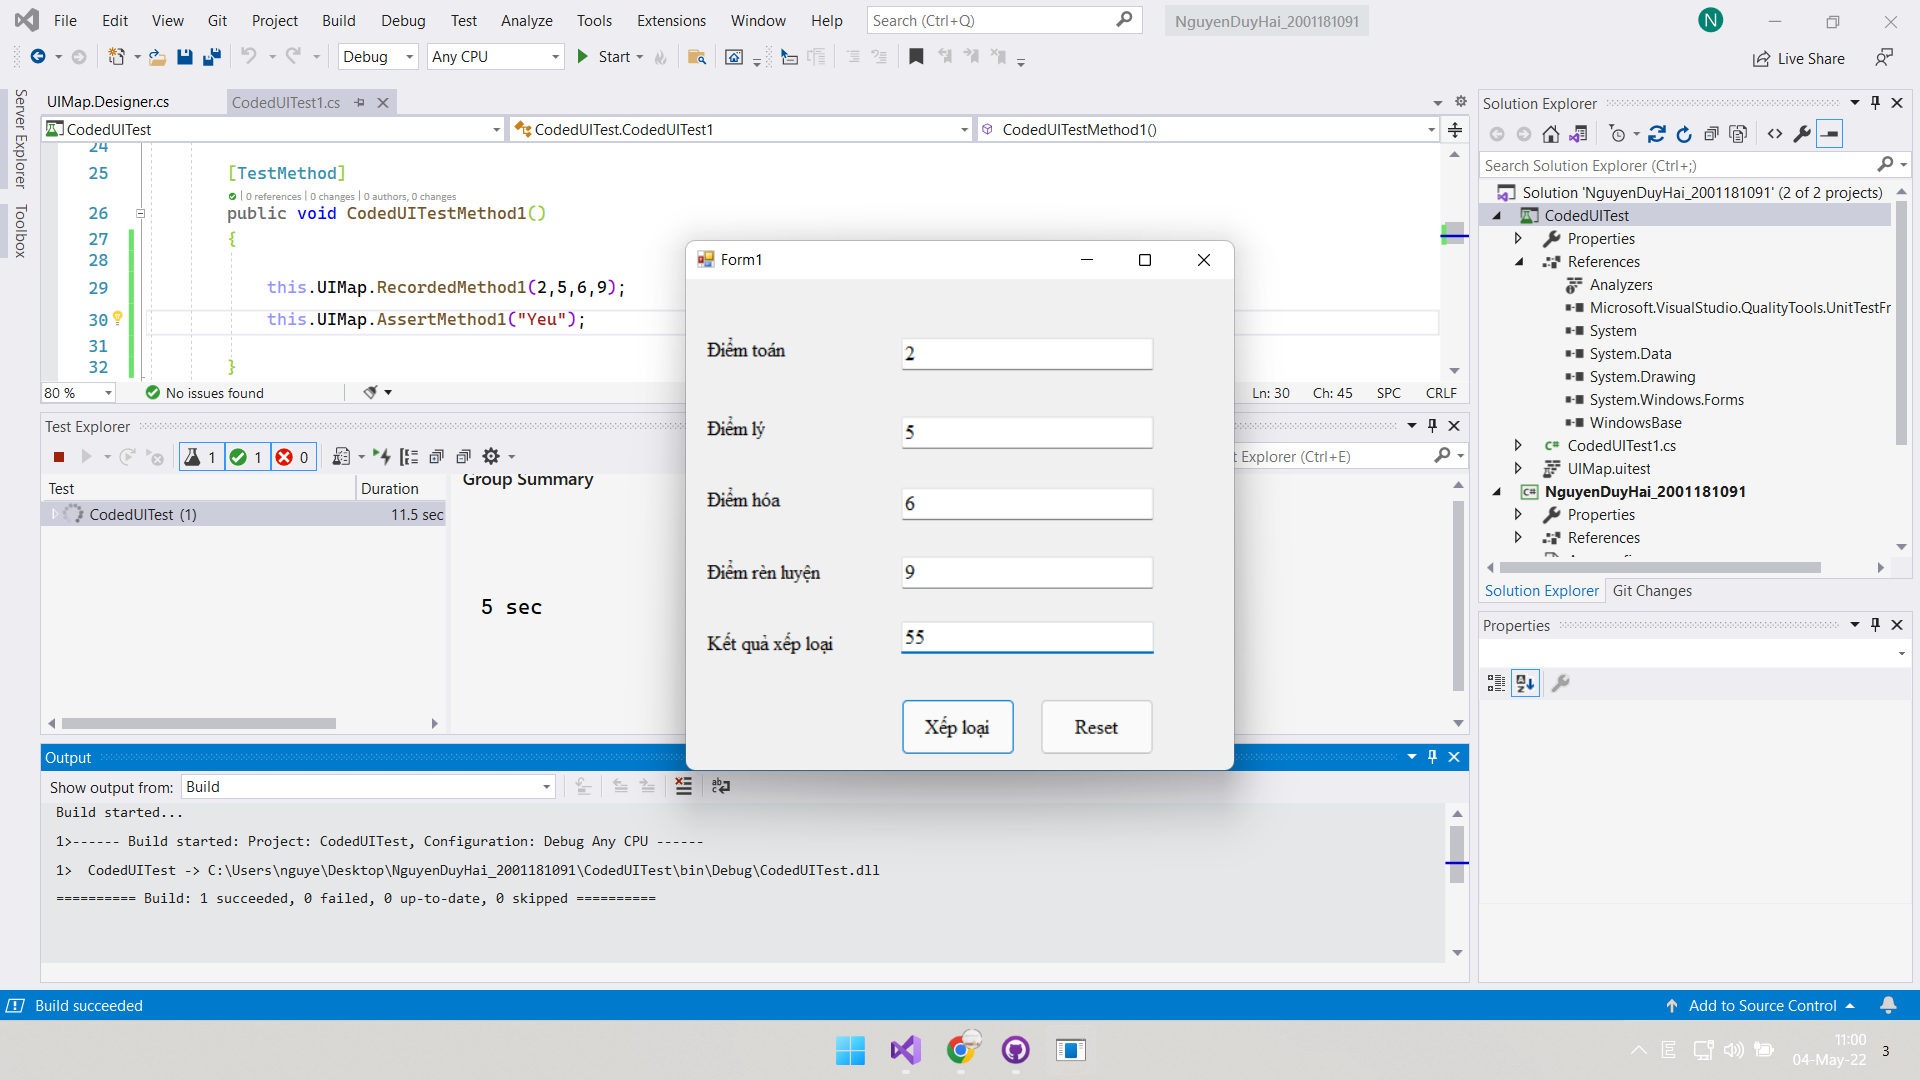 File Edit View Git Project Build Debug Test Analyze Tools Extensions Window Help Search (Ctrl+Q) NguyenDuyHai_2001181091 N
Debug Any CPU Start Live Share
Server Explorer
Toolbox
UIMap.Designer.cs CodedUITest1.cs
CodedUITest CodedUITest.CodedUITest1 CodedUITestMethod1()
24
25 [TestMethod]
0 references | 0 changes | 0 authors, 0 changes
26 public void CodedUITestMethod1()
27 {
28
29 this.UIMap.RecordedMethod1(2,5,6,9);
30 this.UIMap.AssertMethod1("Yeu");
31
32 }
80 % No issues found Ln: 30 Ch: 45 SPC CRLF
Test Explorer
1 1 0 t Explorer (Ctrl+E)
Test Duration
CodedUITest (1) 11.5 sec
Group Summary
5 sec
Form1
Điểm toán 2
Điểm lý 5
Điểm hóa 6
Điểm rèn luyện 9
Kết quả xếp loại 55
Xếp loại Reset
Output
Show output from: Build
Build started...
1>------ Build started: Project: CodedUITest, Configuration: Debug Any CPU ------
1> CodedUITest -> C:\Users\nguye\Desktop\NguyenDuyHai_2001181091\CodedUITest\bin\Debug\CodedUITest.dll
========== Build: 1 succeeded, 0 failed, 0 up-to-date, 0 skipped ==========
Solution Explorer
Search Solution Explorer (Ctrl+;)
Solution 'NguyenDuyHai_2001181091' (2 of 2 projects)
CodedUITest
Properties
References
Analyzers
Microsoft.VisualStudio.QualityTools.UnitTestFr
System
System.Data
System.Drawing
System.Windows.Forms
WindowsBase
CodedUITest1.cs
UIMap.uitest
NguyenDuyHai_2001181091
Properties
References
Solution Explorer Git Changes
Properties
Build succeeded Add to Source Control
11:00
04-May-22 3